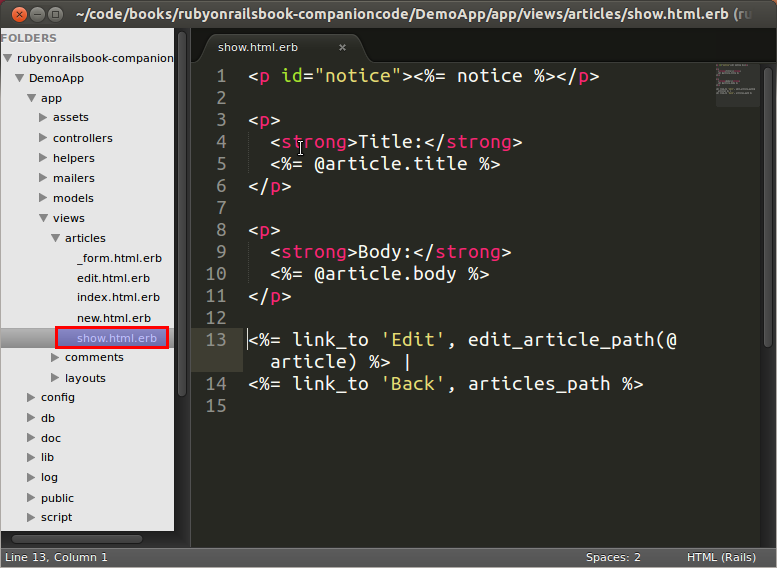 ~/code/books/rubyonrailsbook-companioncode/DemoApp/app/views/articles/show.html.erb (ru
FOLDERS
rubyonrailsbook-companion
DemoApp
app
assets
controllers
helpers
mailers
models
views
articles
_form.html.erb
edit.html.erb
index.html.erb
new.html.erb
show.html.erb
comments
layouts
config
db
doc
lib
log
public
script
show.html.erb ×
1 <p id="notice"><%= notice %></p>
2
3 <p>
4 <strong>Title:</strong>
5 <%= @article.title %>
6 </p>
7
8 <p>
9 <strong>Body:</strong>
10 <%= @article.body %>
11 </p>
12
13 <%= link_to 'Edit', edit_article_path(@
article) %> |
14 <%= link_to 'Back', articles_path %>
15
Line 13, Column 1
Spaces: 2
HTML (Rails)